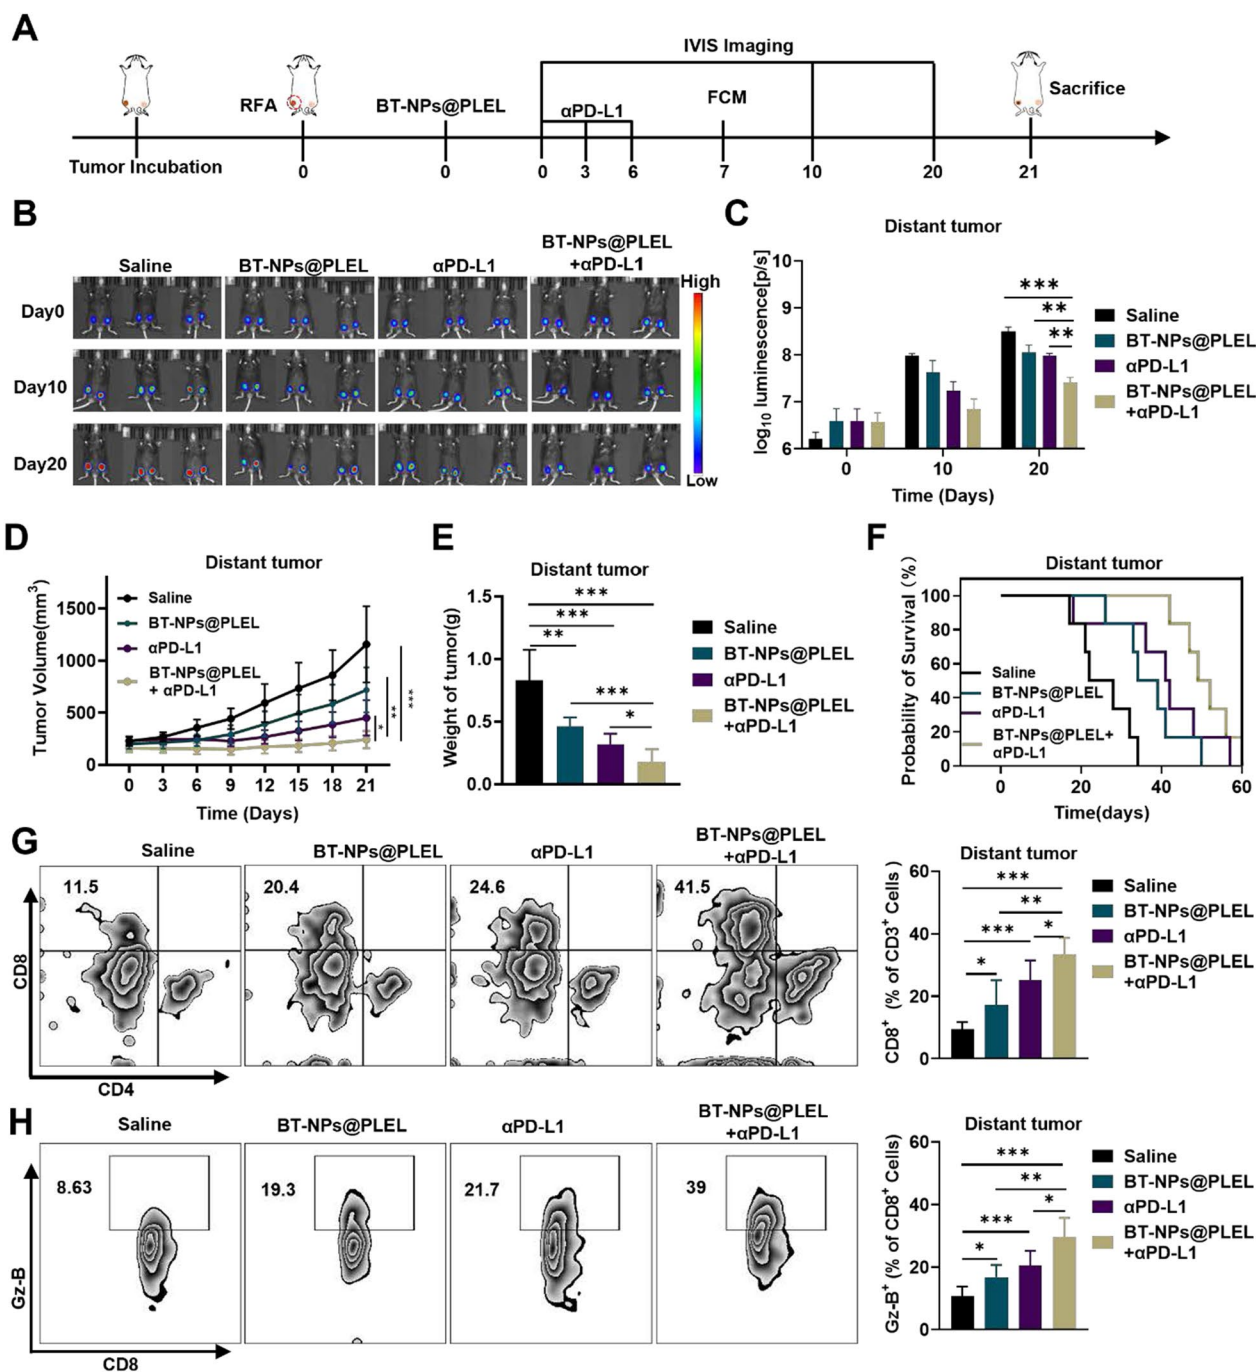 A
IVIS Imaging
RFA
BT-NPs@PLEL
αPD-L1
FCM
Sacrifice
Tumor Incubation
0
0
0
3
6
7
10
20
21
B
Saline
BT-NPs@PLEL
αPD-L1
BT-NPs@PLEL
+αPD-L1
High
Day0
Day10
Day20
Low
C
Distant tumor
log10 luminescence[p/s]
10
9
8
7
6
***
**
**
0
10
20
Time (Days)
Saline
BT-NPs@PLEL
αPD-L1
BT-NPs@PLEL
+αPD-L1
D
Distant tumor
Tumor Volume(mm³)
1500
1000
500
0
Saline
BT-NPs@PLEL
αPD-L1
BT-NPs@PLEL
+ αPD-L1
*
**
***
0 3 6 9 12 15 18 21
Time (Days)
E
Distant tumor
Weight of tumor(g)
1.5
1.0
0.5
0.0
***
***
**
***
*
Saline
BT-NPs@PLEL
αPD-L1
BT-NPs@PLEL
+αPD-L1
F
Distant tumor
Probability of Survival (%)
100
80
60
40
20
0
Saline
BT-NPs@PLEL
αPD-L1
BT-NPs@PLEL+
αPD-L1
0 20 40 60
Time(days)
G
Saline
BT-NPs@PLEL
αPD-L1
BT-NPs@PLEL
+αPD-L1
11.5
20.4
24.6
41.5
CD8
CD4
Distant tumor
CD8+ (% of CD3+ Cells)
60
40
20
0
***
**
***
*
*
Saline
BT-NPs@PLEL
αPD-L1
BT-NPs@PLEL
+αPD-L1
H
Saline
BT-NPs@PLEL
αPD-L1
BT-NPs@PLEL
+αPD-L1
8.63
19.3
21.7
39
Gz-B
CD8
Distant tumor
Gz-B+ (% of CD8+ Cells)
60
40
20
0
***
**
*
***
*
Saline
BT-NPs@PLEL
αPD-L1
BT-NPs@PLEL
+αPD-L1